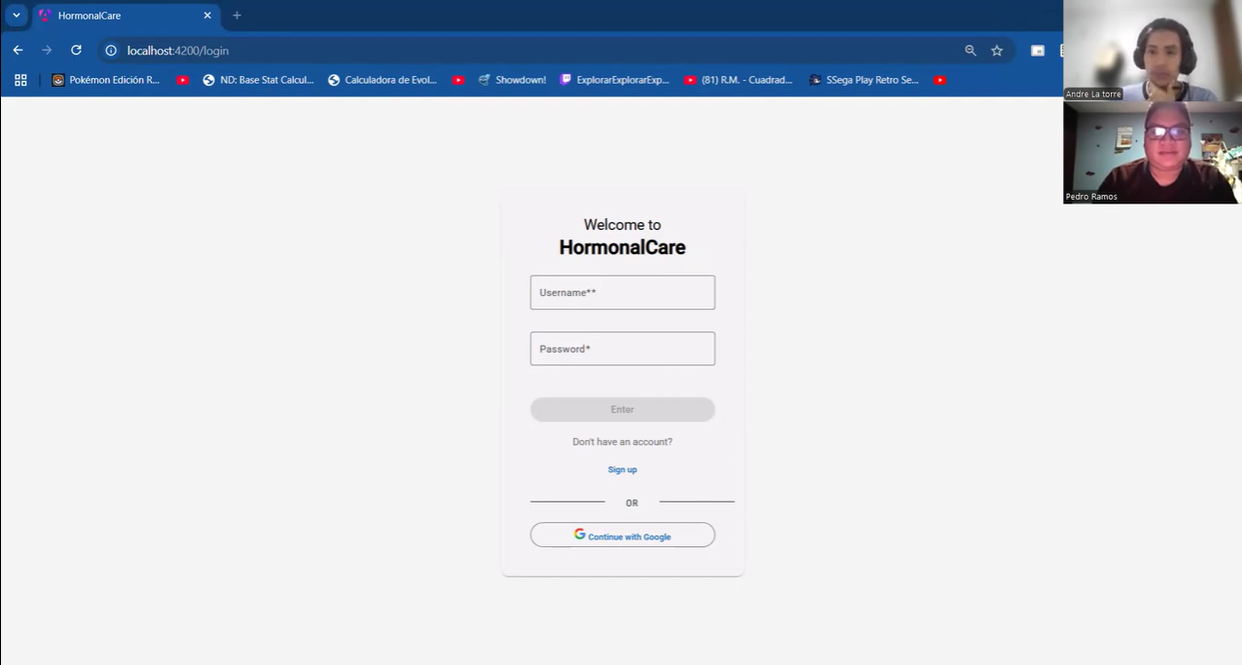 HormonalCare
localhost:4200/login
Pokémon Edición R...
ND: Base Stat Calcul...
Calculadora de Evol...
Showdown!
ExplorarExplorarExp...
(81) R.M. - Cuadrad...
SSega Play Retro Se...
Andre La torre
Pedro Ramos
Welcome to
HormonalCare
Username**
Password*
Enter
Don't have an account?
Sign up
OR
Continue with Google